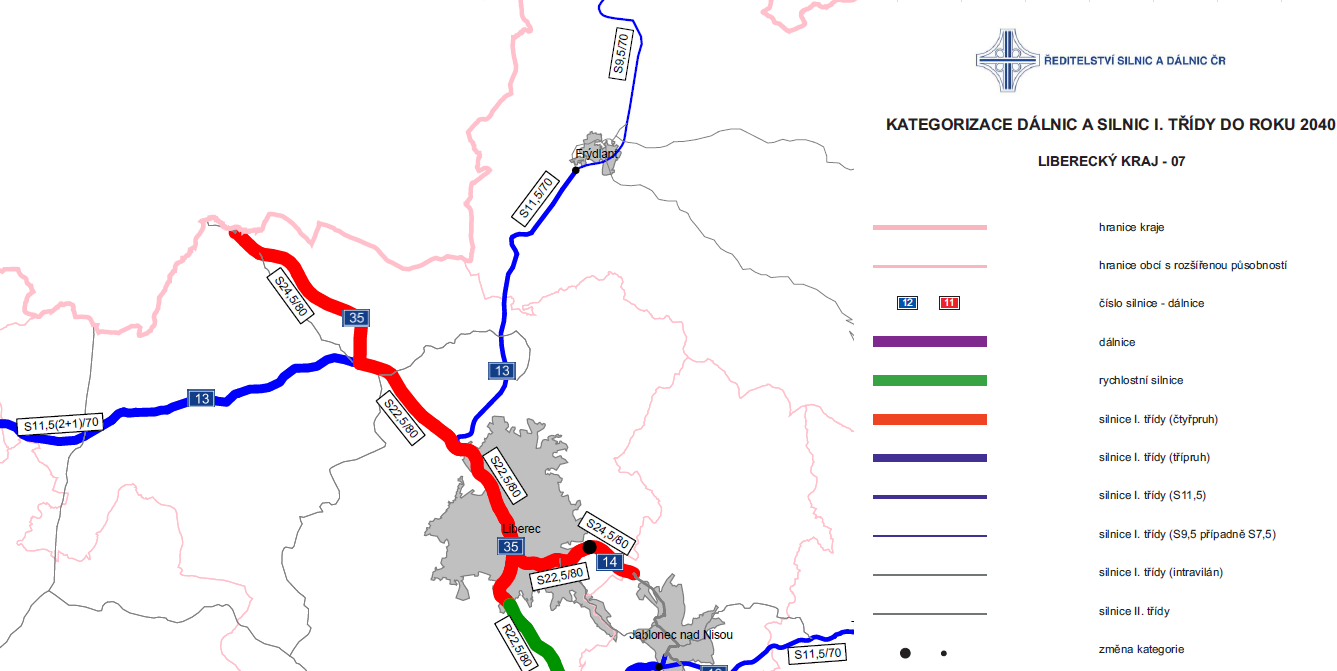 S9,5/70
Frýdlant
S11,5/70
S24,5/80
35
13
13
S11,5(2+1)/70
S22,5/80
S22,5/80
Liberec
35
S24,5/80
14
S22,5/80
R22,5/80
Jablonec nad Nisou
S11,5/70
ŘEDITELSTVÍ SILNIC A DÁLNIC ČR
KATEGORIZACE DÁLNIC A SILNIC I. TŘÍDY DO ROKU 2040
LIBERECKÝ KRAJ - 07
hranice kraje
hranice obcí s rozšířenou působností
12 11 číslo silnice - dálnice
dálnice
rychlostní silnice
silnice I. třídy (čtyřpruh)
silnice I. třídy (třípruh)
silnice I. třídy (S11,5)
silnice I. třídy (S9,5 případně S7,5)
silnice I. třídy (intravilán)
silnice II. třídy
změna kategorie